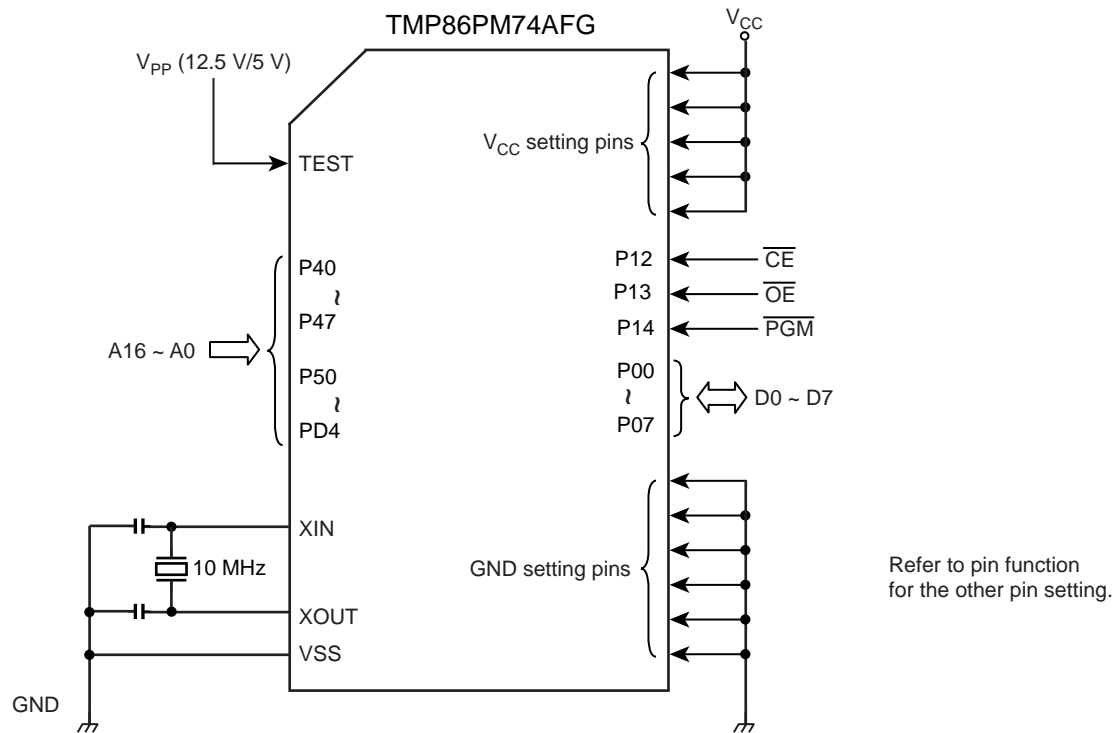 TMP86PM74AFG
VCC
VPP (12.5 V/5 V)
VCC setting pins
TEST
P40
~
P47
A16 ~ A0
P50
~
PD4
P12
CE
P13
OE
P14
PGM
P00
~
P07
D0 ~ D7
XIN
10 MHz
XOUT
VSS
GND
GND setting pins
Refer to pin function
for the other pin setting.